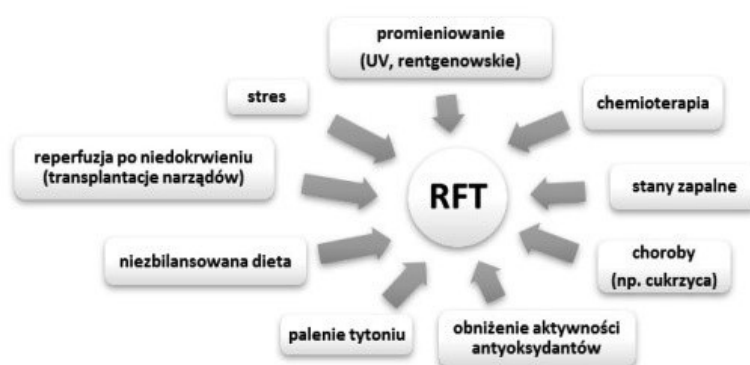 promieniowanie
(UV, rentgenowskie)
stres
chemioterapia
reperfuzja po niedokrwieniu
(transplantacje narządów)
RFT
stany zapalne
niezbilansowana dieta
choroby
(np. cukrzyca)
palenie tytoniu
obniżenie aktywności
antyoksydantów